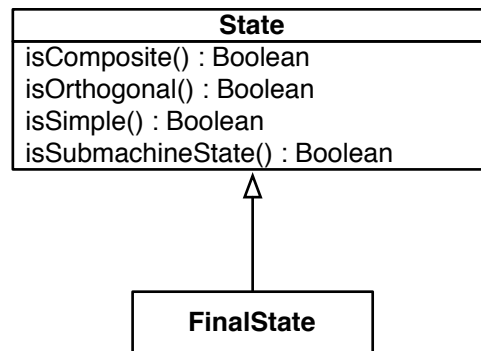 State
isComposite() : Boolean
isOrthogonal() : Boolean
isSimple() : Boolean
isSubmachineState() : Boolean
FinalState